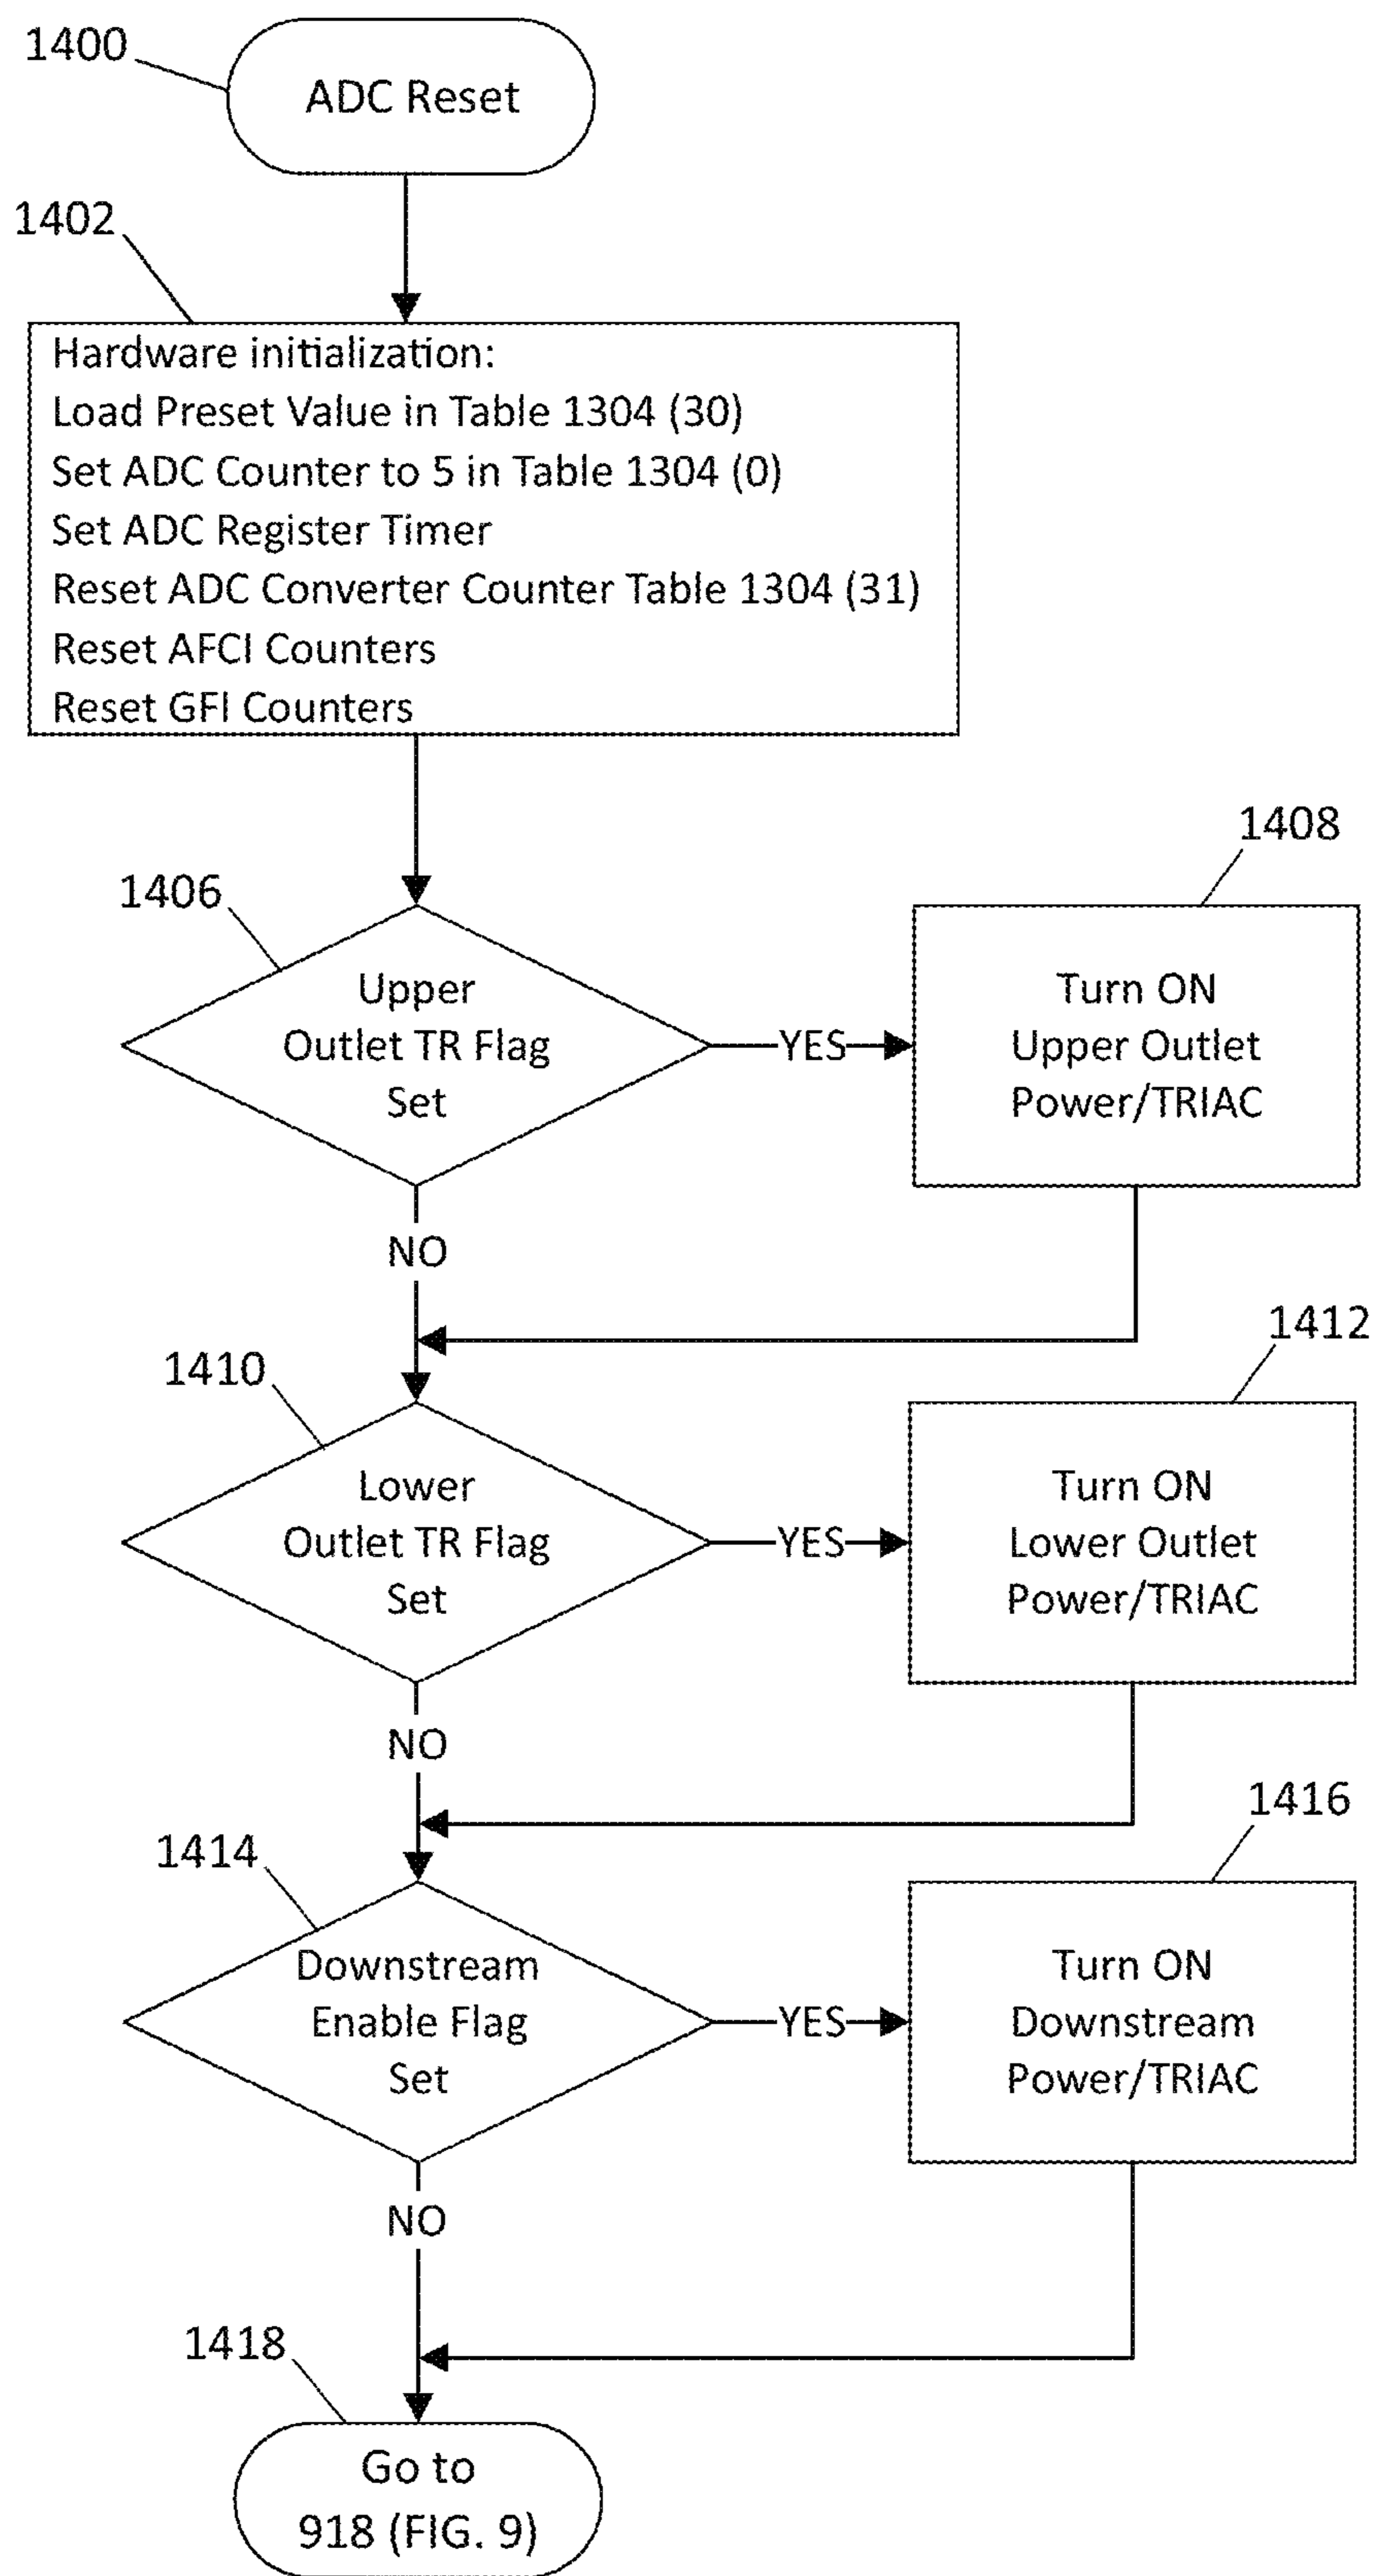 1400
ADC Reset
1402
Hardware initialization:
Load Preset Value in Table 1304 (30)
Set ADC Counter to 5 in Table 1304 (0)
Set ADC Register Timer
Reset ADC Converter Counter Table 1304 (31)
Reset AFCI Counters
Reset GFI Counters
1406
Upper
Outlet TR Flag
Set
YES
1408
Turn ON
Upper Outlet
Power/TRIAC
NO
1410
Lower
Outlet TR Flag
Set
YES
1412
Turn ON
Lower Outlet
Power/TRIAC
NO
1414
Downstream
Enable Flag
Set
YES
1416
Turn ON
Downstream
Power/TRIAC
NO
1418
Go to
918 (FIG. 9)